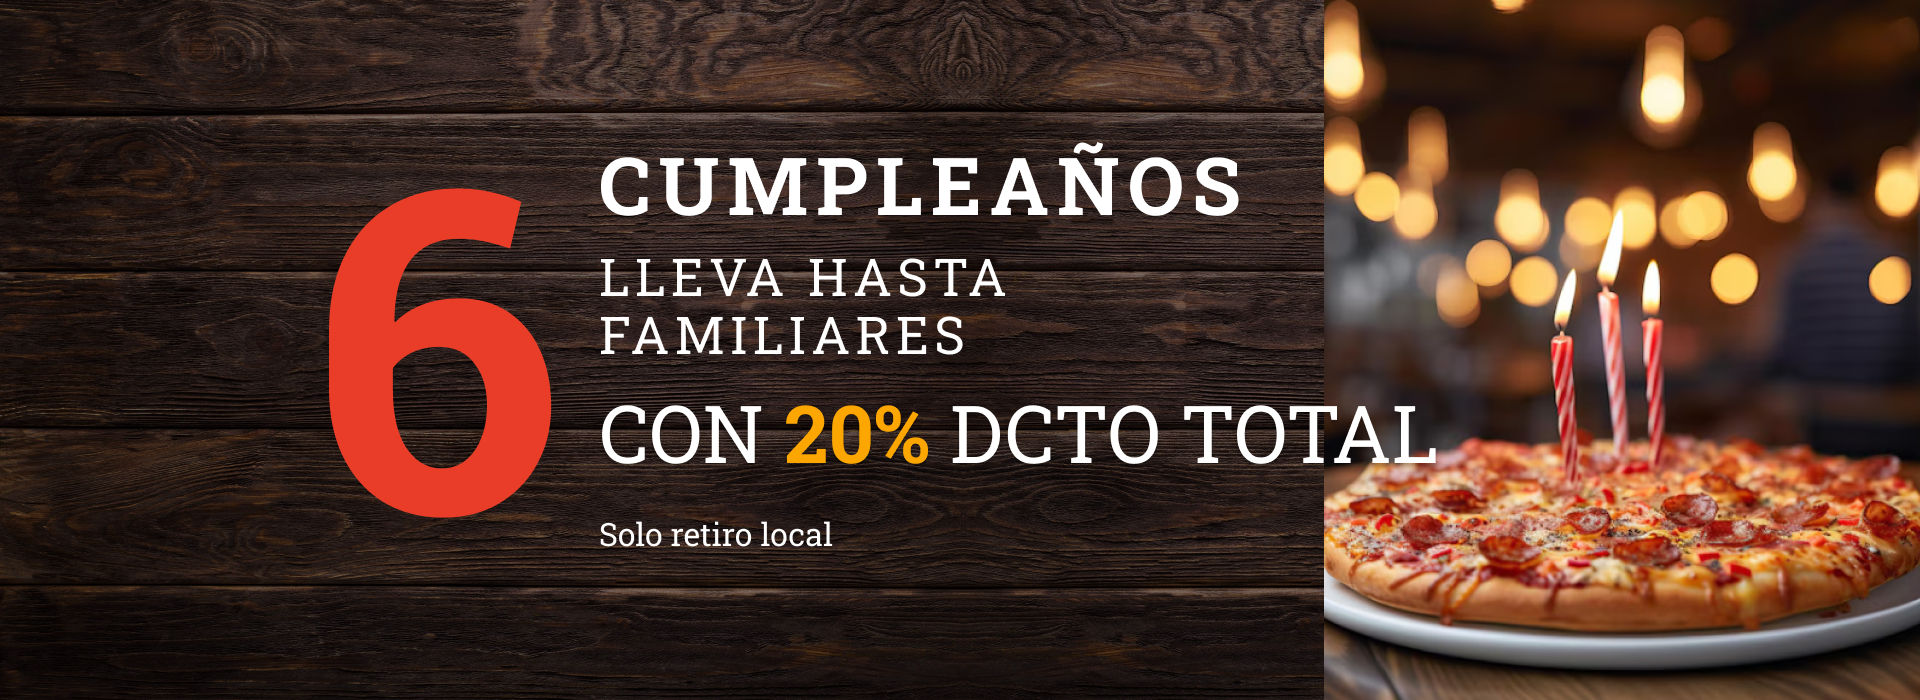 6
CUMPLEAÑOS
LLEVA HASTA
FAMILIARES
CON 20% DCTO TOTAL
Solo retiro local